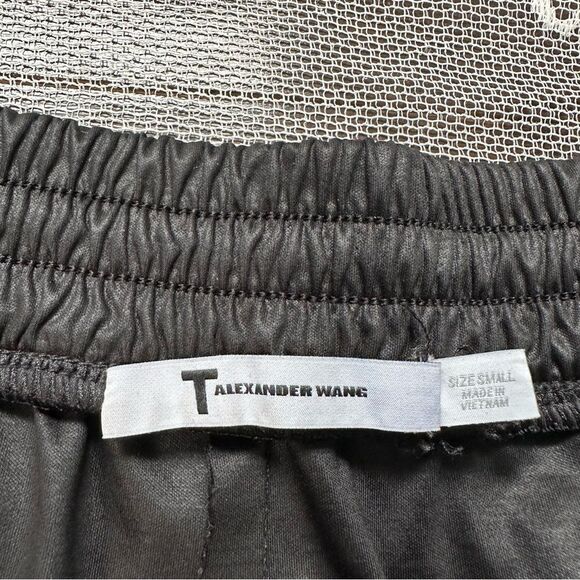 T ALEXANDER WANG
SIZE SMALL
MADE IN
VIETNAM